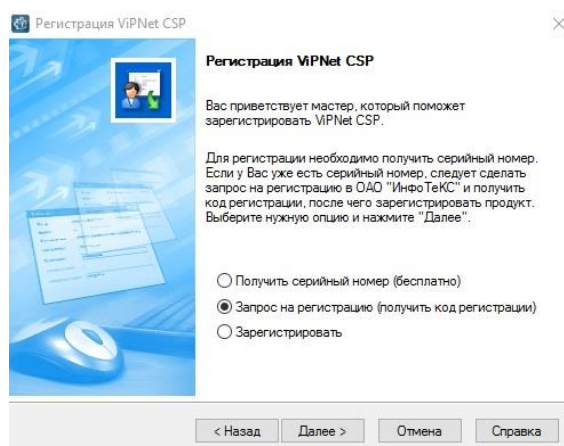 Регистрация ViPNet CSP
Регистрация ViPNet CSP
Вас приветствует мастер, который поможет
зарегистрировать ViPNet CSP.
Для регистрации необходимо получить серийный номер.
Если у Вас уже есть серийный номер, следует сделать
запрос на регистрацию в ОАО "ИнфоТеКС" и получить
код регистрации, после чего зарегистрировать продукт.
Выберите нужную опцию и нажмите "Далее".
Получить серийный номер (бесплатно)
Запрос на регистрацию (получить код регистрации)
Зарегистрировать
< Назад Далее > Отмена Справка